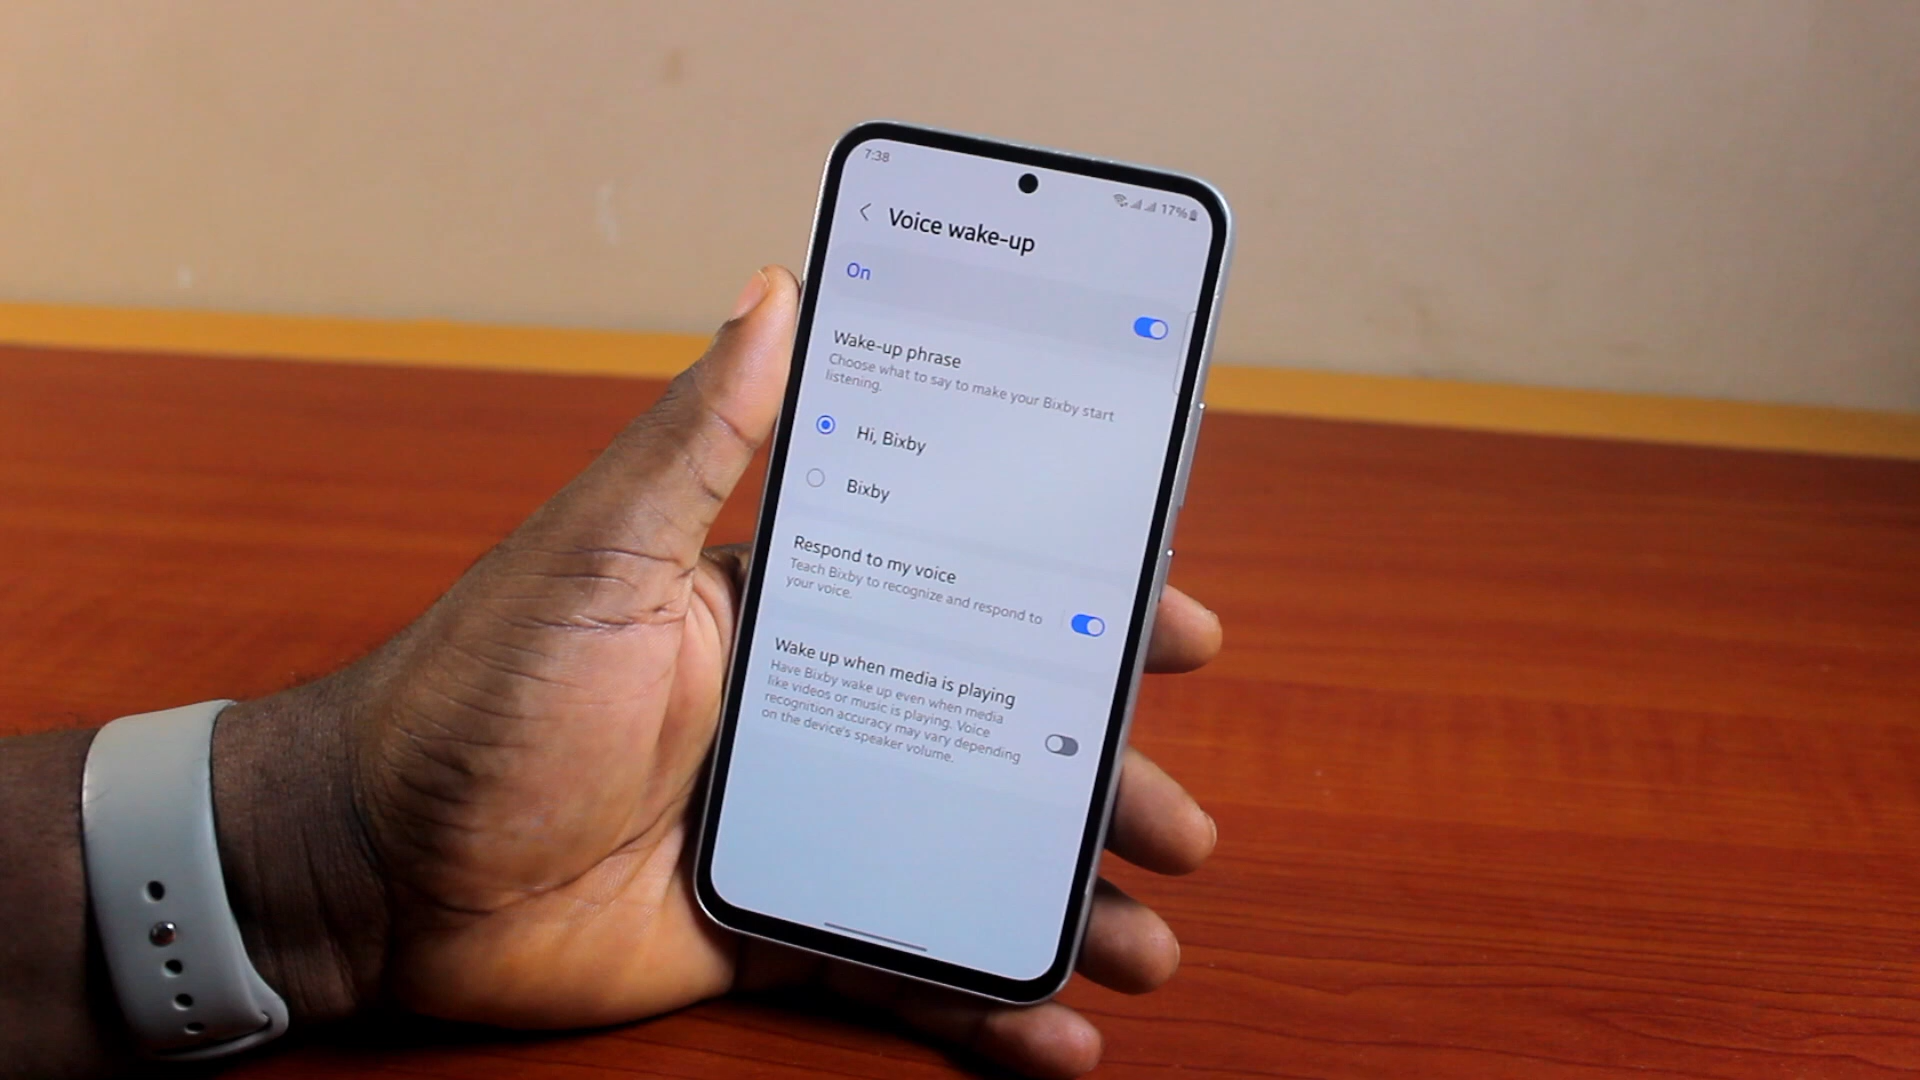 7:38
17%
Voice wake-up
On
Wake-up phrase
Choose what to say to make your Bixby start
listening.
Hi, Bixby
Bixby
Respond to my voice
Teach Bixby to recognize and respond to
your voice.
Wake up when media is playing
Have Bixby wake up even when media
like videos or music is playing. Voice
recognition accuracy may vary depending
on the device's speaker volume.